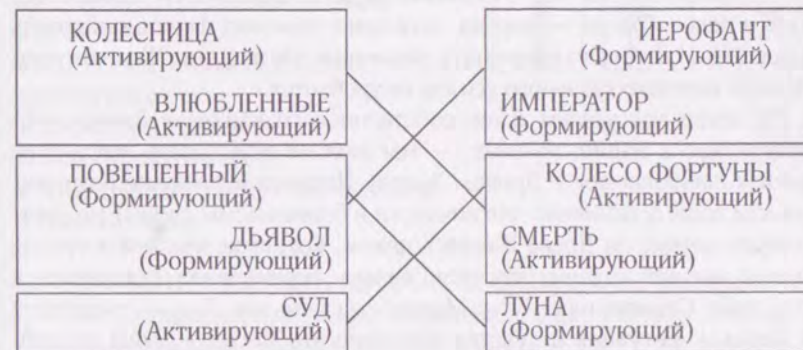 КОЛЕСНИЦА
(Активирующий)
ИЕРОФАНТ
(Формирующий)
ВЛЮБЛЕННЫЕ
(Активирующий)
ИМПЕРАТОР
(Формирующий)
ПОВЕШЕННЫЙ
(Формирующий)
КОЛЕСО ФОРТУНЫ
(Активирующий)
ДЬЯВОЛ
(Формирующий)
СМЕРТЬ
(Активирующий)
СУД
(Активирующий)
ЛУНА
(Формирующий)